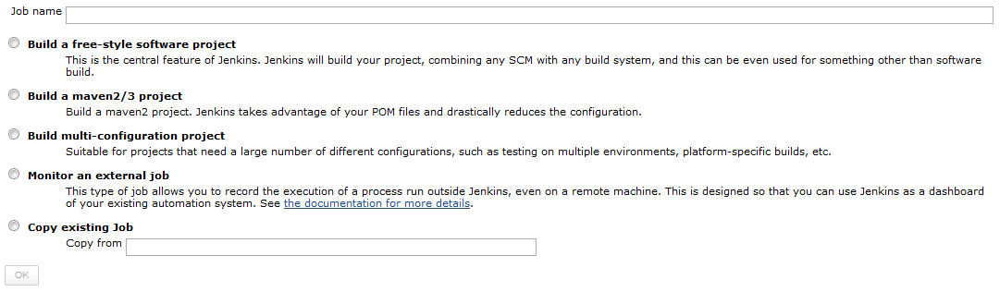 Job name
Build a free-style software project
This is the central feature of Jenkins. Jenkins will build your project, combining any SCM with any build system, and this can be even used for something other than software
build.
Build a maven2/3 project
Build a maven2 project. Jenkins takes advantage of your POM files and drastically reduces the configuration.
Build multi-configuration project
Suitable for projects that need a large number of different configurations, such as testing on multiple environments, platform-specific builds, etc.
Monitor an external job
This type of job allows you to record the execution of a process run outside Jenkins, even on a remote machine. This is designed so that you can use Jenkins as a dashboard
of your existing automation system. See the documentation for more details.
Copy existing Job
Copy from
OK